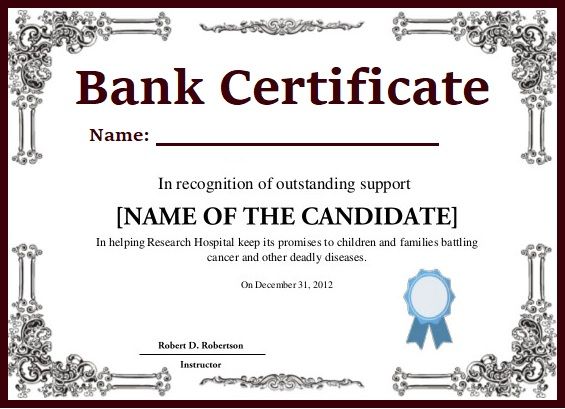 Bank Certificate
Name:
In recognition of outstanding support
[NAME OF THE CANDIDATE]
In helping Research Hospital keep its promises to children and families battling
cancer and other deadly diseases.
On December 31, 2012
Robert D. Robertson
Instructor